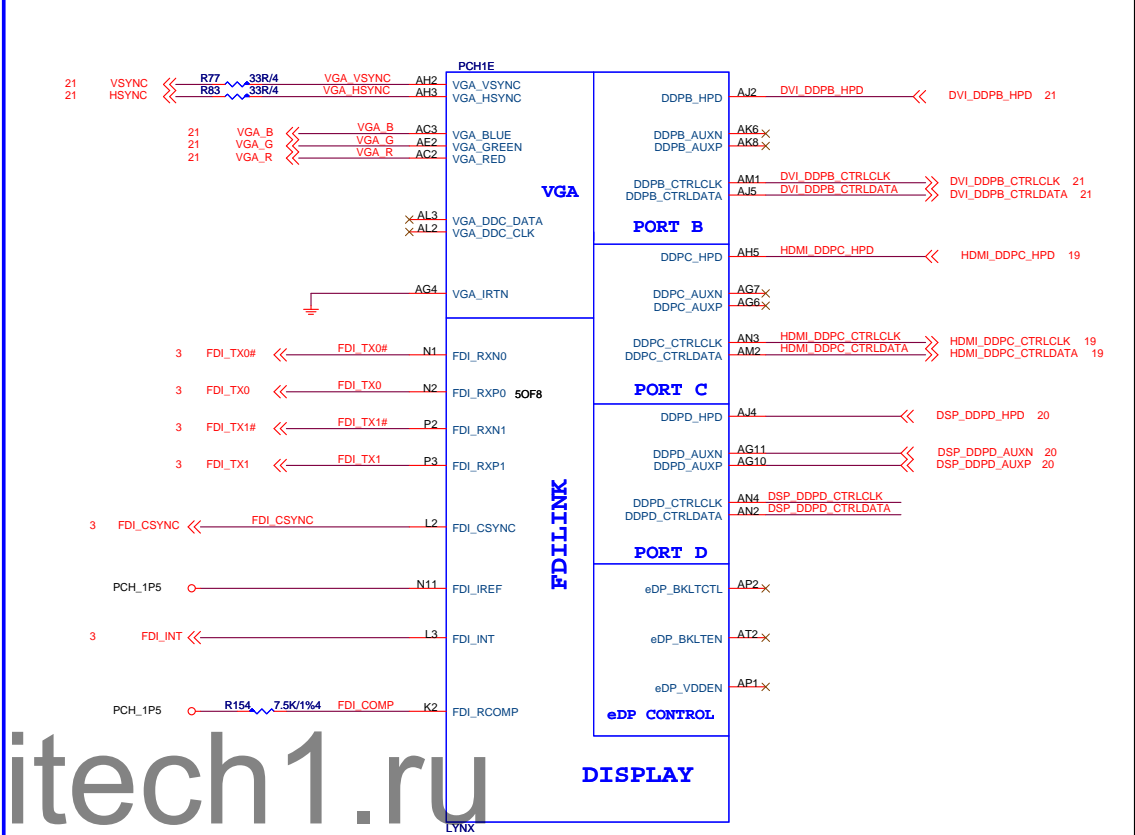 PCH1E
21 VSYNC R77 33R/4 VGA_VSYNC AH2 VGA_VSYNC
21 HSYNC R83 33R/4 VGA_HSYNC AH3 VGA_HSYNC
21 VGA_B VGA_B AC3 VGA_BLUE
21 VGA_G VGA_G AE2 VGA_GREEN
21 VGA_R VGA_R AC2 VGA_RED
VGA
AL3 VGA_DDC_DATA
AL2 VGA_DDC_CLK
AG4 VGA_IRTN
3 FDI_TX0# FDI_TX0# N1 FDI_RXN0
3 FDI_TX0 FDI_TX0 N2 FDI_RXP0 5OF8
3 FDI_TX1# FDI_TX1# P2 FDI_RXN1
3 FDI_TX1 FDI_TX1 P3 FDI_RXP1
3 FDI_CSYNC FDI_CSYNC L2 FDI_CSYNC
PCH_1P5 N11 FDI_IREF
3 FDI_INT L3 FDI_INT
PCH_1P5 R154 7.5K/1%4 FDI_COMP K2 FDI_RCOMP
FDILINK
DDPB_HPD AJ2 DVI_DDPB_HPD DVI_DDPB_HPD 21
DDPB_AUXN AK6
DDPB_AUXP AK8
DDPB_CTRLCLK AM1 DVI_DDPB_CTRLCLK DVI_DDPB_CTRLCLK 21
DDPB_CTRLDATA AJ5 DVI_DDPB_CTRLDATA DVI_DDPB_CTRLDATA 21
PORT B
DDPC_HPD AH5 HDMI_DDPC_HPD HDMI_DDPC_HPD 19
DDPC_AUXN AG7
DDPC_AUXP AG6
DDPC_CTRLCLK AN3 HDMI_DDPC_CTRLCLK HDMI_DDPC_CTRLCLK 19
DDPC_CTRLDATA AM2 HDMI_DDPC_CTRLDATA HDMI_DDPC_CTRLDATA 19
PORT C
DDPD_HPD AJ4 DSP_DDPD_HPD 20
DDPD_AUXN AG11 DSP_DDPD_AUXN 20
DDPD_AUXP AG10 DSP_DDPD_AUXP 20
DDPD_CTRLCLK AN4 DSP_DDPD_CTRLCLK
DDPD_CTRLDATA AN2 DSP_DDPD_CTRLDATA
PORT D
eDP_BKLTCTL AP2
eDP_BKLTEN AT2
eDP_VDDEN AP1
eDP CONTROL
DISPLAY
LYNX
itech1.ru